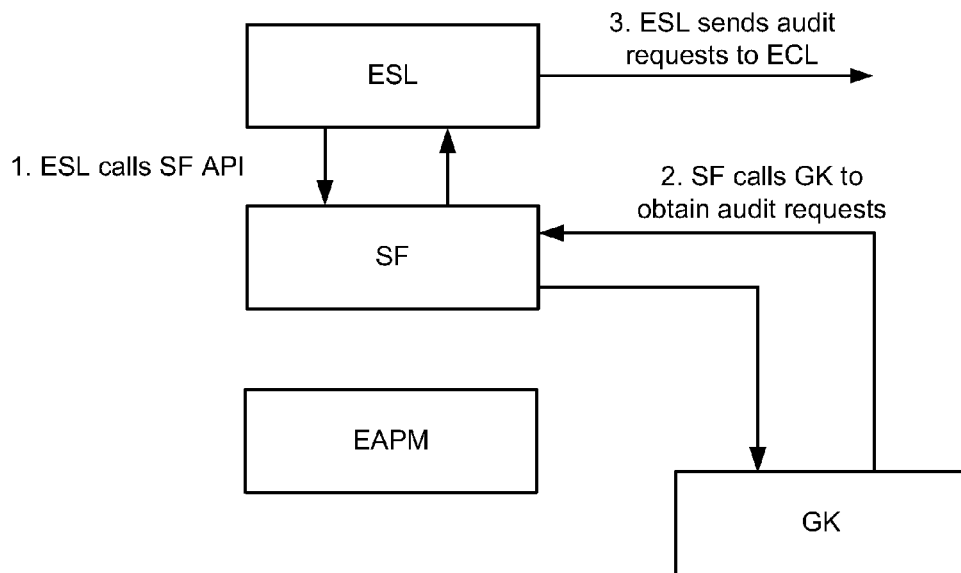 3. ESL sends audit
requests to ECL
ESL
1. ESL calls SF API
2. SF calls GK to
obtain audit requests
SF
EAPM
GK